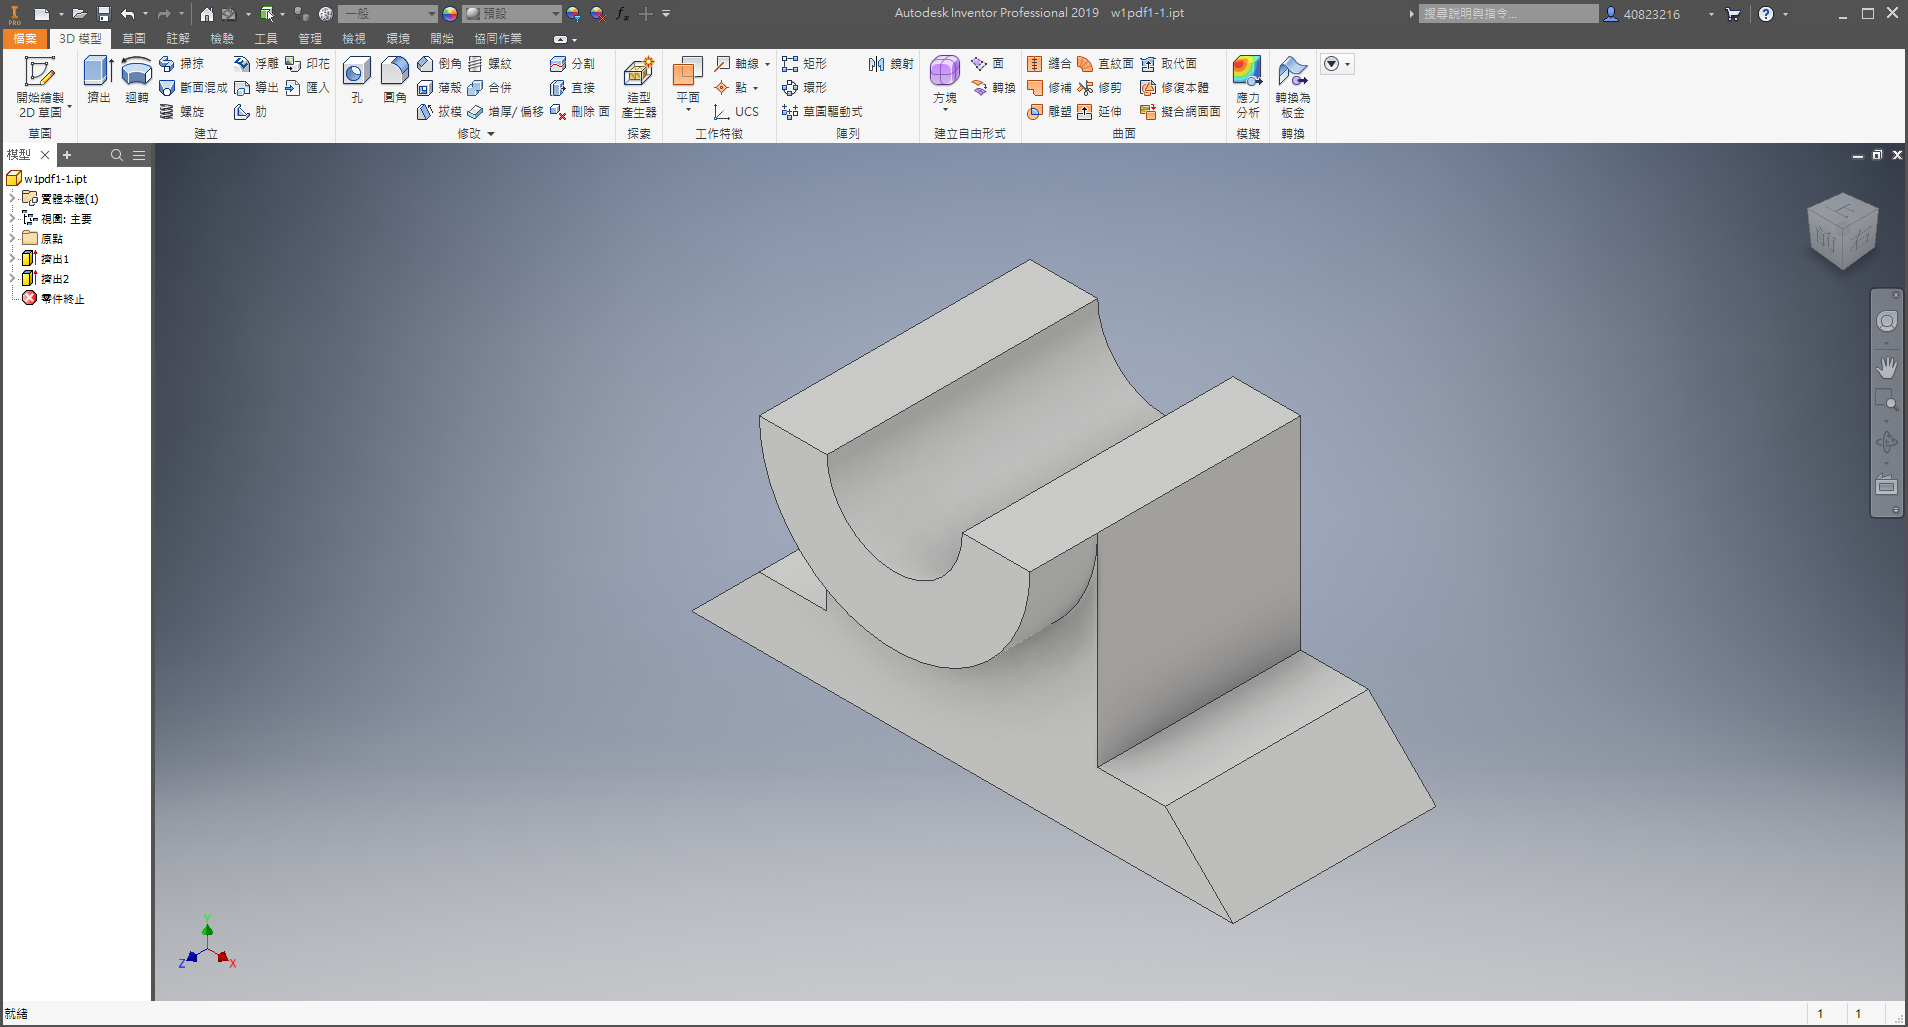 PRO
一般
預設
fx
Autodesk Inventor Professional 2019 w1pdf1-1.ipt
搜尋說明與指令...
40823216
檔案 3D 模型 草圖 註解 檢驗 工具 管理 檢視 環境 開始 協同作業
開始繪製
2D 草圖
草圖
擠出
迴轉
掃掠
斷面混成
螺旋
浮雕
導出
肋
印花
匯入
建立
孔
圓角
倒角
薄殼
拔模
螺紋
合併
增厚/ 偏移
分割
直接
刪除 面
修改
造型
產生器
探索
平面
軸線
點
UCS
工作特徵
矩形
環形
草圖驅動式
鏡射
陣列
方塊
面
轉換
建立自由形式
縫合
修補
雕塑
直紋面
修剪
延伸
取代面
修復本體
擬合網面面
曲面
應力
分析
模擬
轉換為
板金
轉換
模型
w1pdf1-1.ipt
實體本體(1)
視圖: 主要
原點
擠出1
擠出2
零件終止
上
前
右
Y
Z
X
就緒
1 1